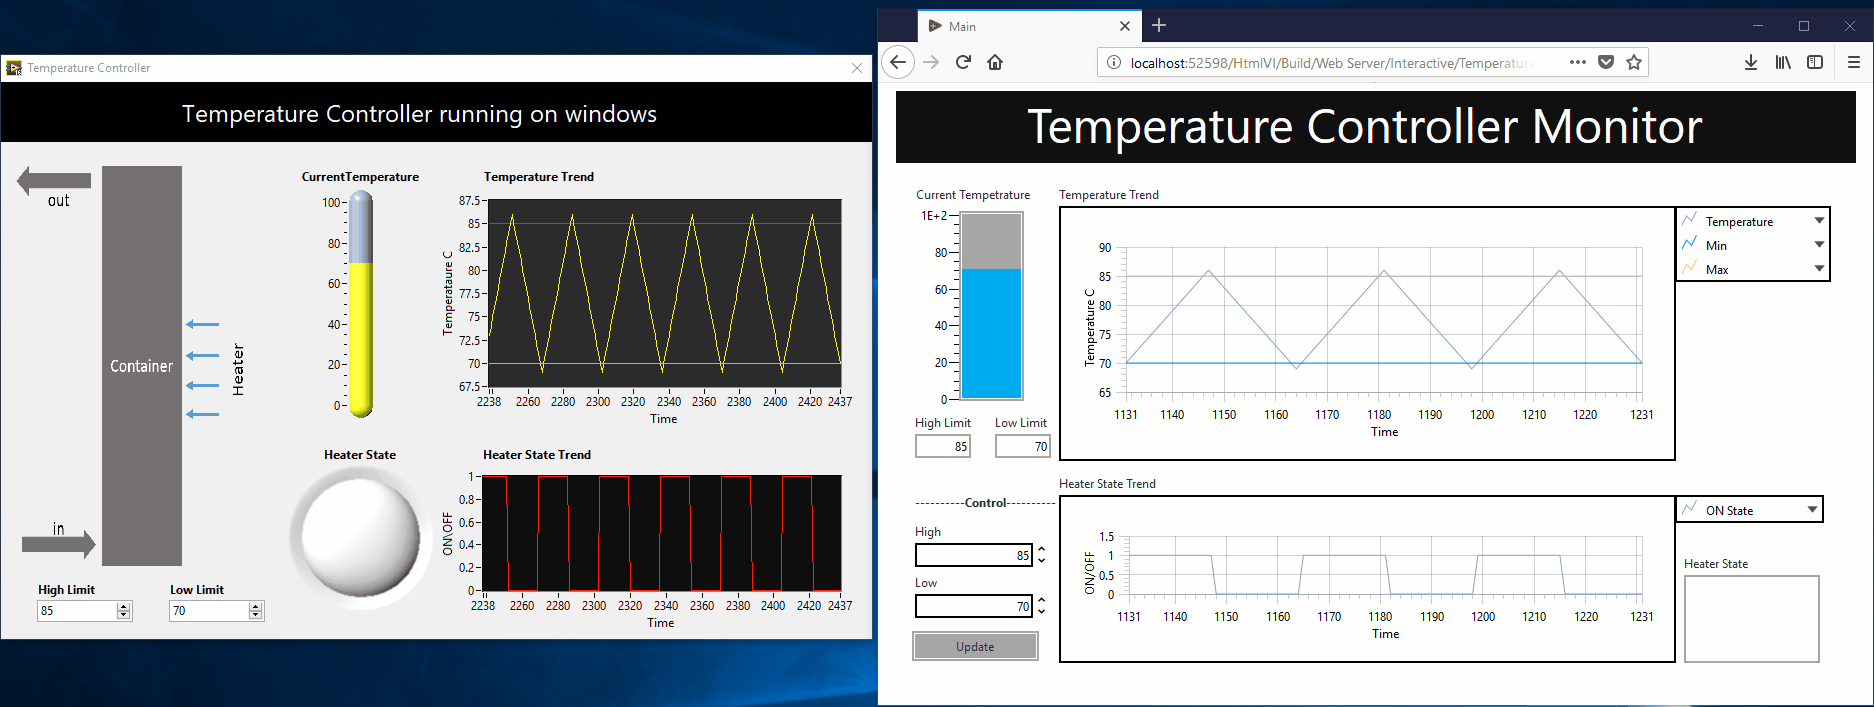 Temperature Controller
Temperature Controller running on windows
out
Container
Heater
in
High Limit
85
Low Limit
70
CurrentTemperature
100
80
60
40
20
0
Heater State
Temperature Trend
Temperataure C
87.5
85
82.5
80
77.5
75
72.5
70
67.5
2238 2260 2280 2300 2320 2340 2360 2380 2400 2420 2437
Time
Heater State Trend
ON\OFF
1
0.8
0.6
0.4
0.2
0
2238 2260 2280 2300 2320 2340 2360 2380 2400 2420 2437
Time
Main
localhost:52598/HtmlVI/Build/Web Server/Interactive/Temperatur
Temperature Controller Monitor
Current Tempetrature
1E+2
80
60
40
20
0
High Limit
85
Low Limit
70
----------Control----------
High
85
Low
70
Update
Temperature Trend
Temperature C
90
85
80
75
70
65
1131 1140 1150 1160 1170 1180 1190 1200 1210 1220 1231
Time
Temperature
Min
Max
Heater State Trend
ON/OFF
1.5
1
0.5
0
1131 1140 1150 1160 1170 1180 1190 1200 1210 1220 1231
Time
ON State
Heater State